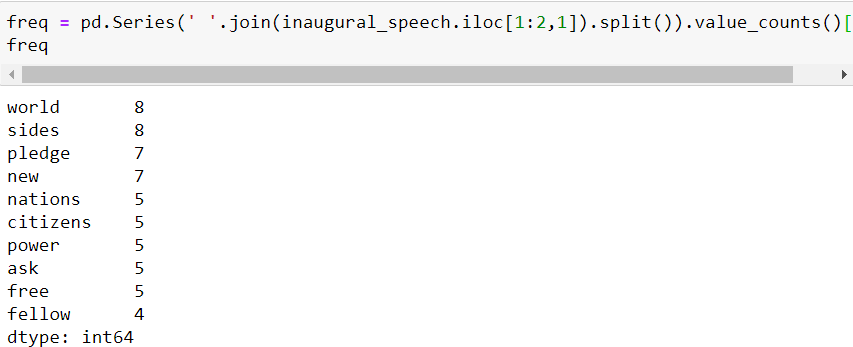 freq = pd.Series(' '.join(inaugural_speech.iloc[1:2,1]).split()).value_counts()[
freq
world 8
sides 8
pledge 7
new 7
nations 5
citizens 5
power 5
ask 5
free 5
fellow 4
dtype: int64